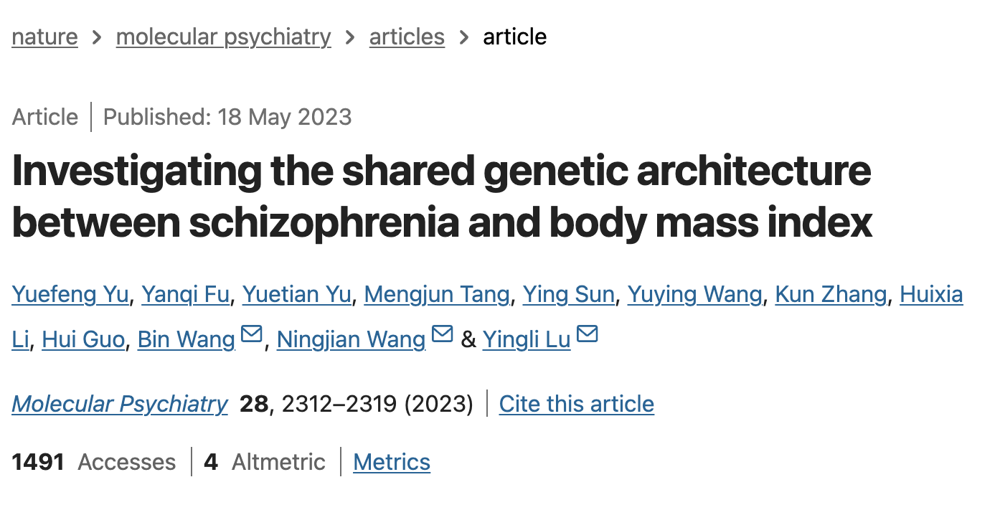 nature > molecular psychiatry > articles > article
Article | Published: 18 May 2023
Investigating the shared genetic architecture
between schizophrenia and body mass index
Yuefeng Yu, Yanqi Fu, Yuetian Yu, Mengjun Tang, Ying Sun, Yuying Wang, Kun Zhang, Huixia
Li, Hui Guo, Bin Wang, Ningjian Wang & Yingli Lu
Molecular Psychiatry 28, 2312–2319 (2023) | Cite this article
1491 Accesses | 4 Altmetric | Metrics